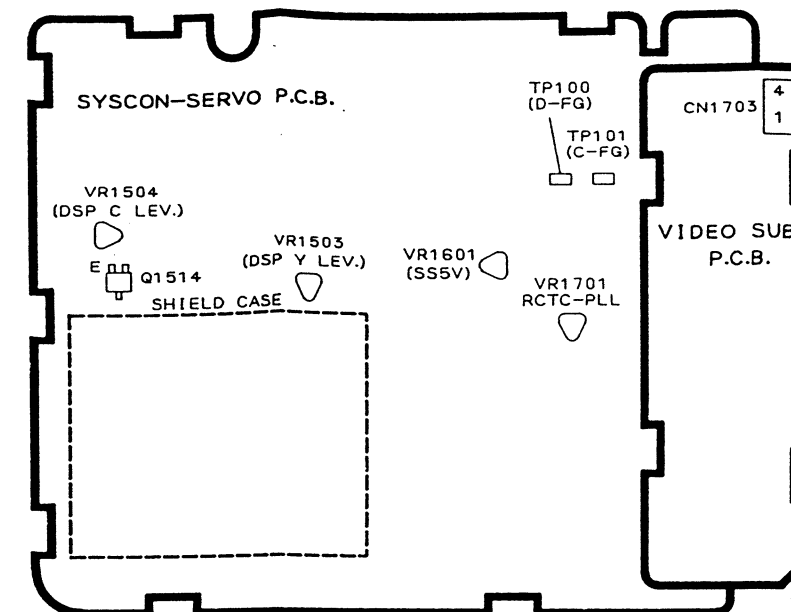 SYSCON-SERVO P.C.B.
TP100
(D-FG)
TP101
(C-FG)
CN1703
4
1
VR1504
(DSP C LEV.)
E
Q1514
VR1503
(DSP Y LEV.)
SHIELD CASE
VR1601
(SS5V)
VR1701
RCTC-PLL
VIDEO SUB
P.C.B.